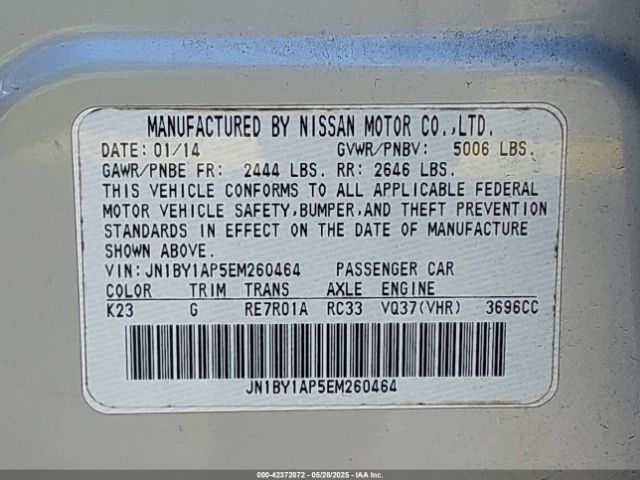 MANUFACTURED BY NISSAN MOTOR CO.,LTD.
DATE: 01/14 GVWR/PNBV: 5006 LBS.
GAWR/PNBE FR: 2444 LBS. RR: 2646 LBS.
THIS VEHICLE CONFORMS TO ALL APPLICABLE FEDERAL
MOTOR VEHICLE SAFETY,BUMPER,AND THEFT PREVENTION
STANDARDS IN EFFECT ON THE DATE OF MANUFACTURE
SHOWN ABOVE.
VIN:JN1BY1AP5EM260464 PASSENGER CAR
COLOR TRIM TRANS AXLE ENGINE
K23 G RE7R01A RC33 VQ37(VHR) 3696CC
JN1BY1AP5EM260464
000-42372872 - 05/28/2025 - IAA Inc.